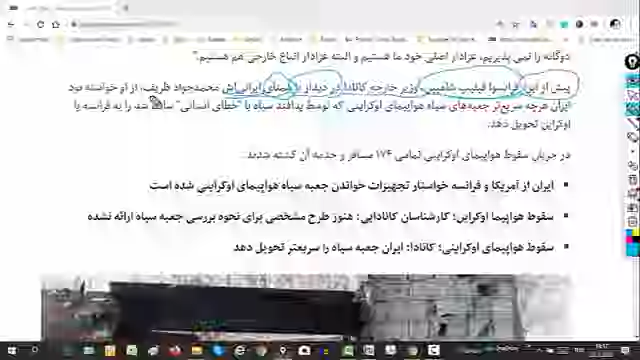 دوگانه را نمی پذیریم، عزادار اصلی خود ما هستیم و البته عزادار اتباع خارجی هم هستیم."
پیش از این فرانسوا فیلیپ شامپین، وزیر خارجه کانادا در دیدار با همتای ایرانی‌اش محمدجواد ظریف، از او خواسته بود
ایران هرچه سریع‌تر جعبه‌های سیاه هواپیمای اوکراینی که توسط پدافند سپاه با "خطای انسانی" ساقط شد را به فرانسه یا
اوکراین تحویل دهد.
در جریان سقوط هواپیمای اوکراینی تمامی ۱۷۶ مسافر و خدمه آن کشته شدند.
ایران از آمریکا و فرانسه خواستار تجهیزات خواندن جعبه سیاه هواپیمای اوکراینی شده است
سقوط هواپیما اوکراین؛ کارشناسان کانادایی: هنوز طرح مشخصی برای نحوه بررسی جعبه سیاه ارائه نشده
سقوط هواپیمای اوکراینی؛ کانادا: ایران جعبه سیاه را سریعتر تحویل دهد